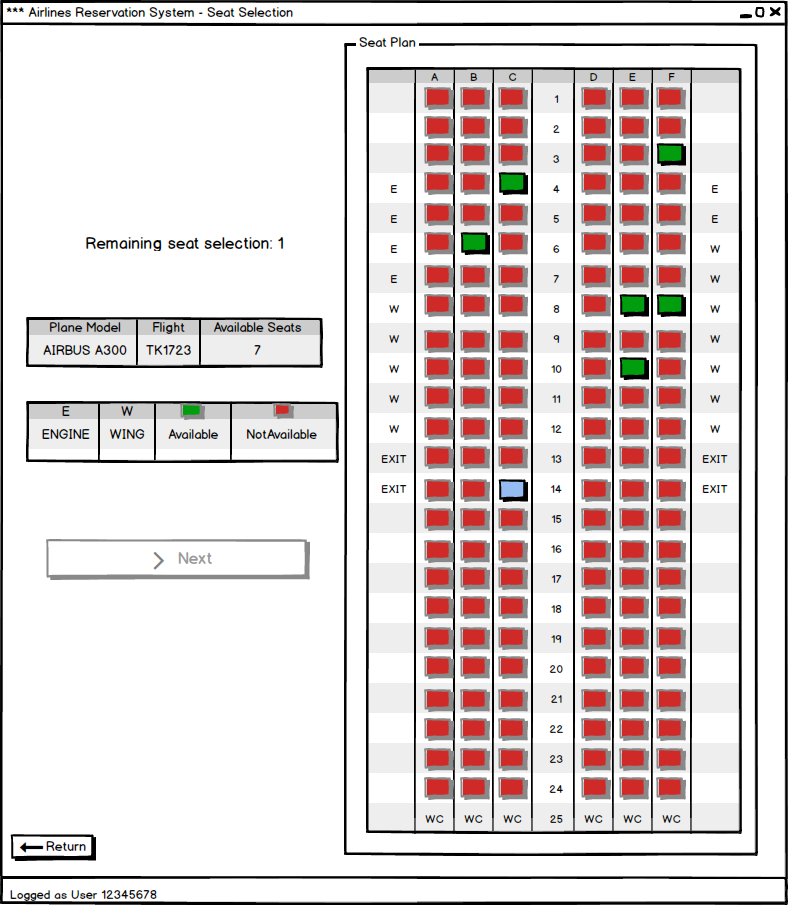 *** Airlines Reservation System - Seat Selection
Seat Plan
A B C D E F
1
2
3
E 4 E
E 5 E
E 6 W
E 7 W
W 8 W
W 9 W
W 10 W
W 11 W
W 12 W
EXIT 13 EXIT
EXIT 14 EXIT
15
16
17
18
19
20
21
22
23
24
WC WC WC 25 WC WC WC
Remaining seat selection: 1
Plane Model Flight Available Seats
AIRBUS A300 TK1723 7
E W
ENGINE WING Available NotAvailable
Next
Return
Logged as User 12345678